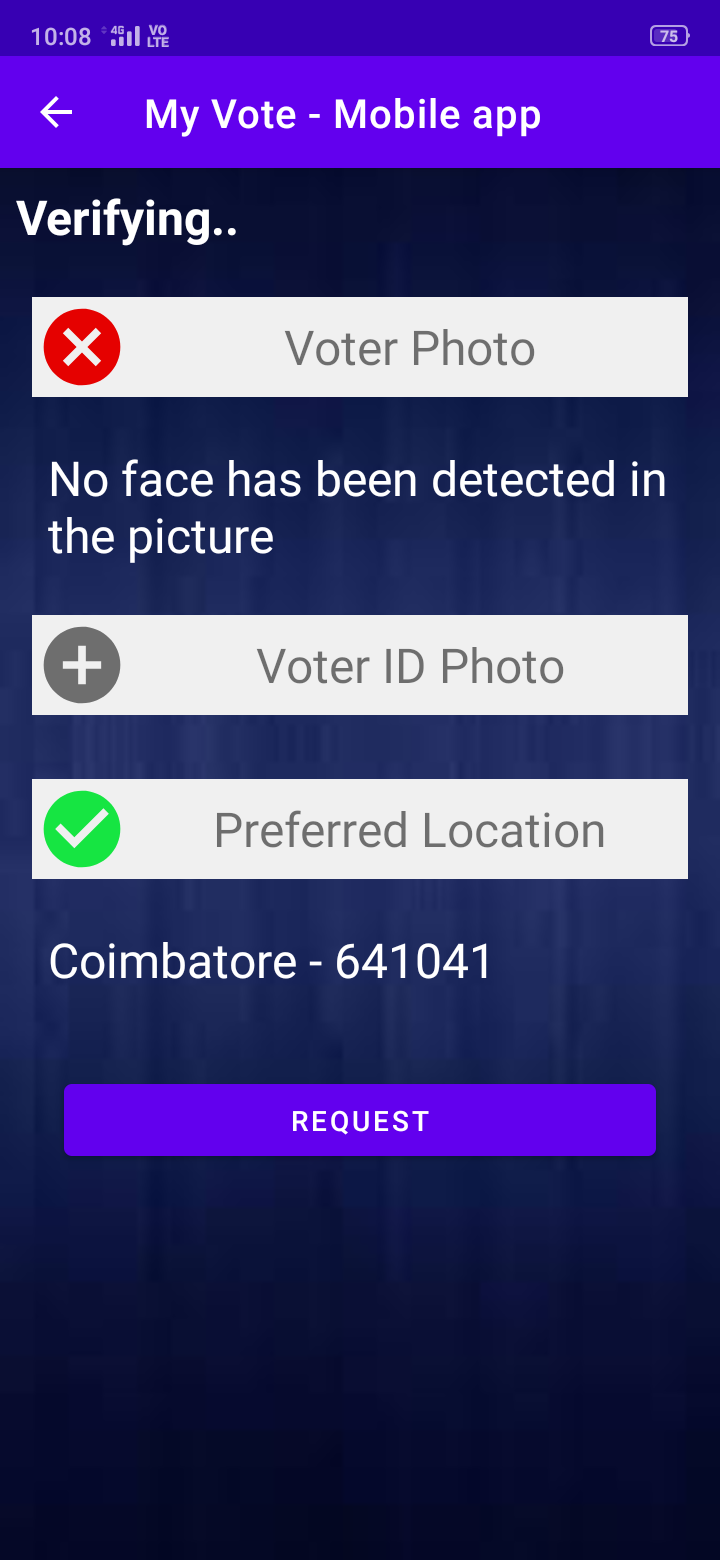 10:08 4G VO LTE 75
My Vote - Mobile app
Verifying..
Voter Photo
No face has been detected in
the picture
Voter ID Photo
Preferred Location
Coimbatore - 641041
REQUEST